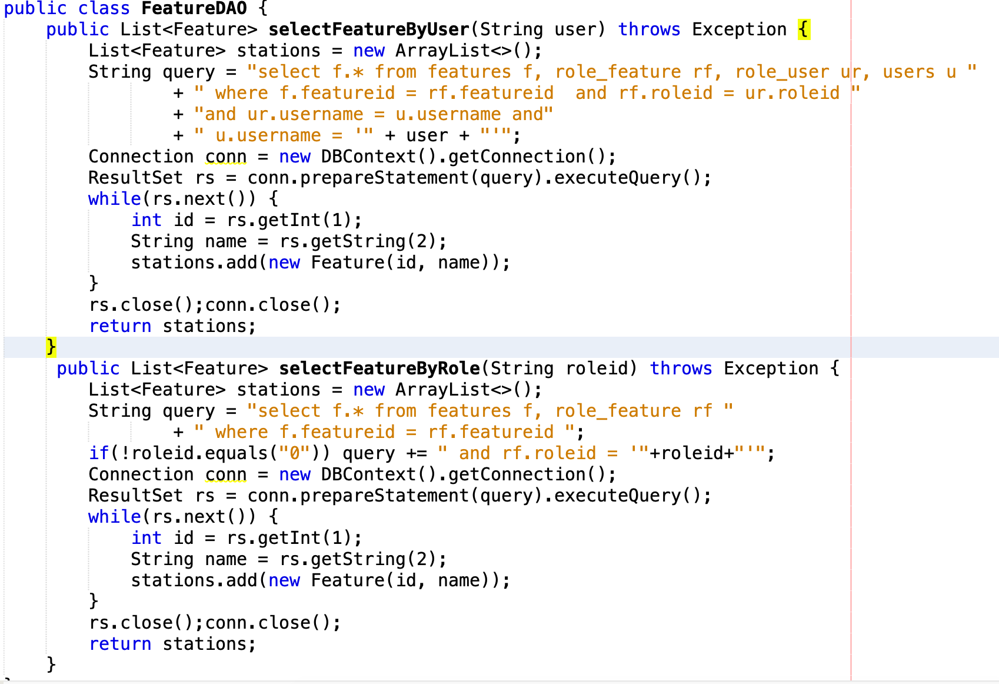 public class FeatureDAO {
    public List<Feature> selectFeatureByUser(String user) throws Exception {
        List<Feature> stations = new ArrayList<>();
        String query = "select f.* from features f, role_feature rf, role_user ur, users u "
                + " where f.featureid = rf.featureid  and rf.roleid = ur.roleid "
                + "and ur.username = u.username and"
                + " u.username = '" + user + "'";
        Connection conn = new DBContext().getConnection();
        ResultSet rs = conn.prepareStatement(query).executeQuery();
        while(rs.next()) {
            int id = rs.getInt(1);
            String name = rs.getString(2);
            stations.add(new Feature(id, name));
        }
        rs.close();conn.close();
        return stations;
    }
     public List<Feature> selectFeatureByRole(String roleid) throws Exception {
        List<Feature> stations = new ArrayList<>();
        String query = "select f.* from features f, role_feature rf "
                + " where f.featureid = rf.featureid ";
        if(!roleid.equals("0")) query += " and rf.roleid = '"+roleid+"'";
        Connection conn = new DBContext().getConnection();
        ResultSet rs = conn.prepareStatement(query).executeQuery();
        while(rs.next()) {
            int id = rs.getInt(1);
            String name = rs.getString(2);
            stations.add(new Feature(id, name));
        }
        rs.close();conn.close();
        return stations;
    }